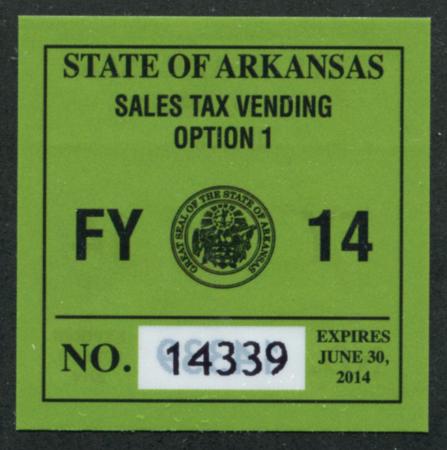 STATE OF ARKANSAS
SALES TAX VENDING
OPTION 1
FY 14
GREAT SEAL OF THE STATE OF ARKANSAS
NO. 14339
EXPIRES
JUNE 30,
2014